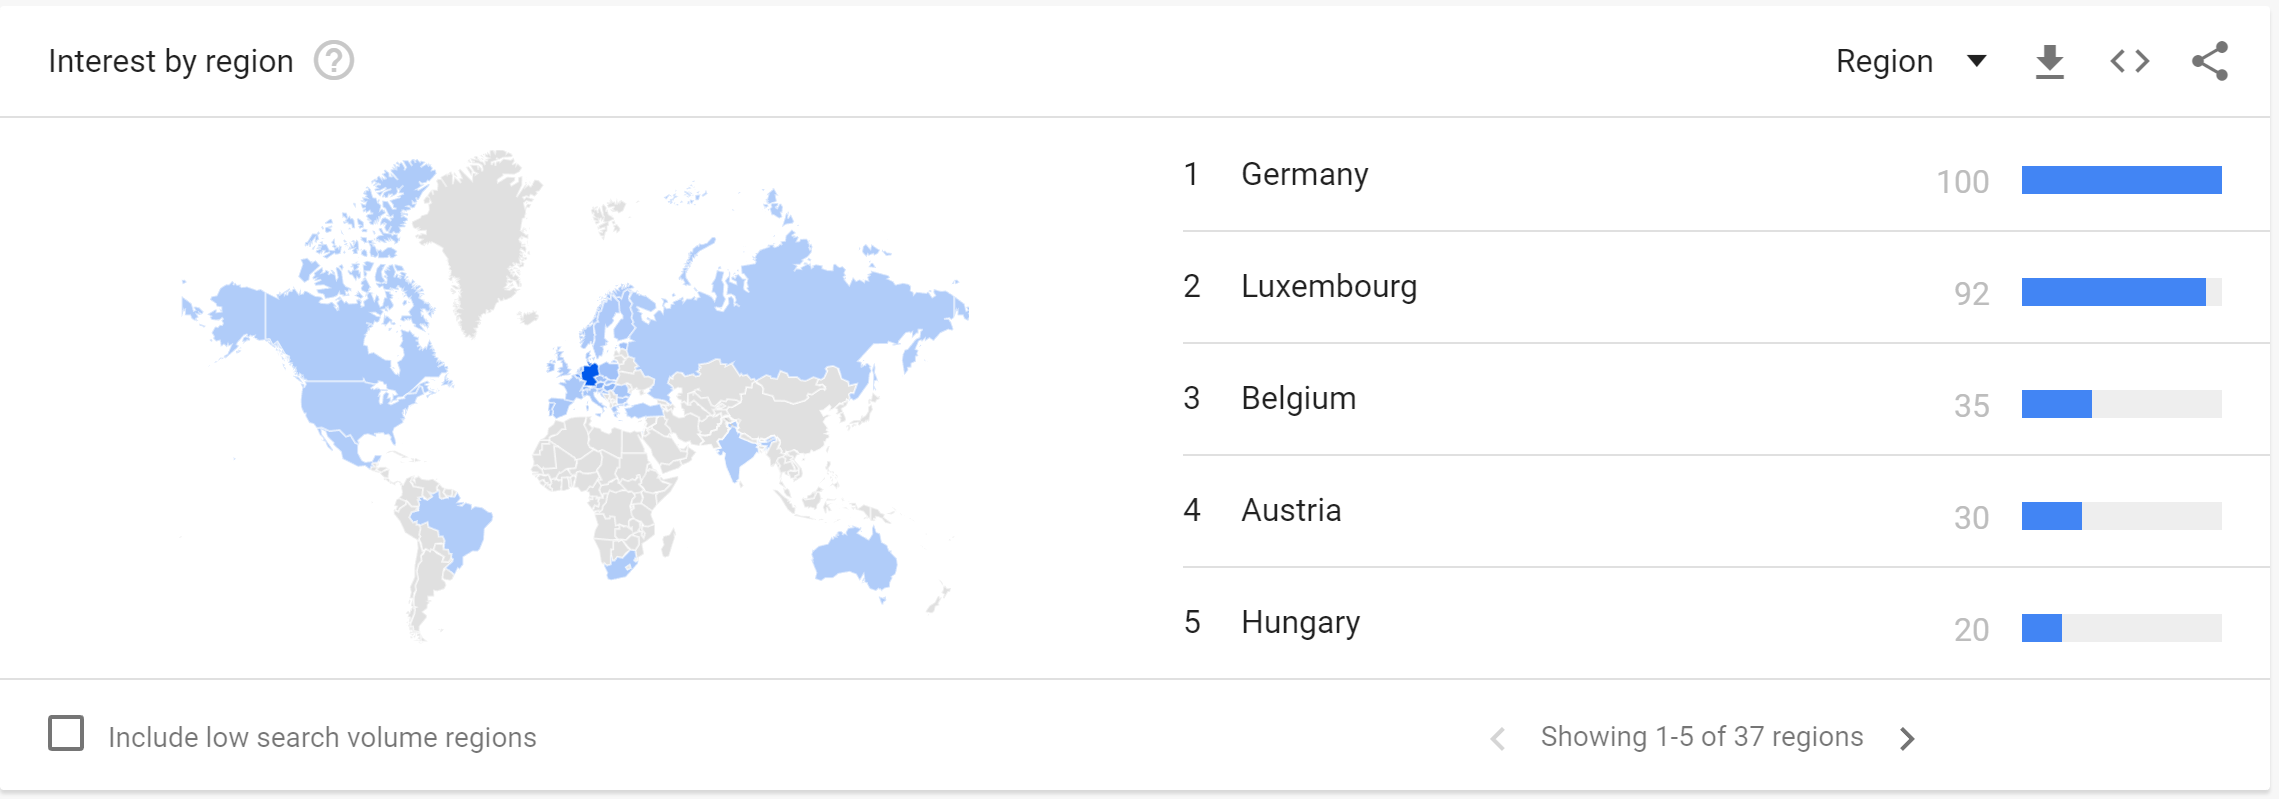 Interest by region ?
Region
1 Germany 100
2 Luxembourg 92
3 Belgium 35
4 Austria 30
5 Hungary 20
Include low search volume regions
Showing 1-5 of 37 regions